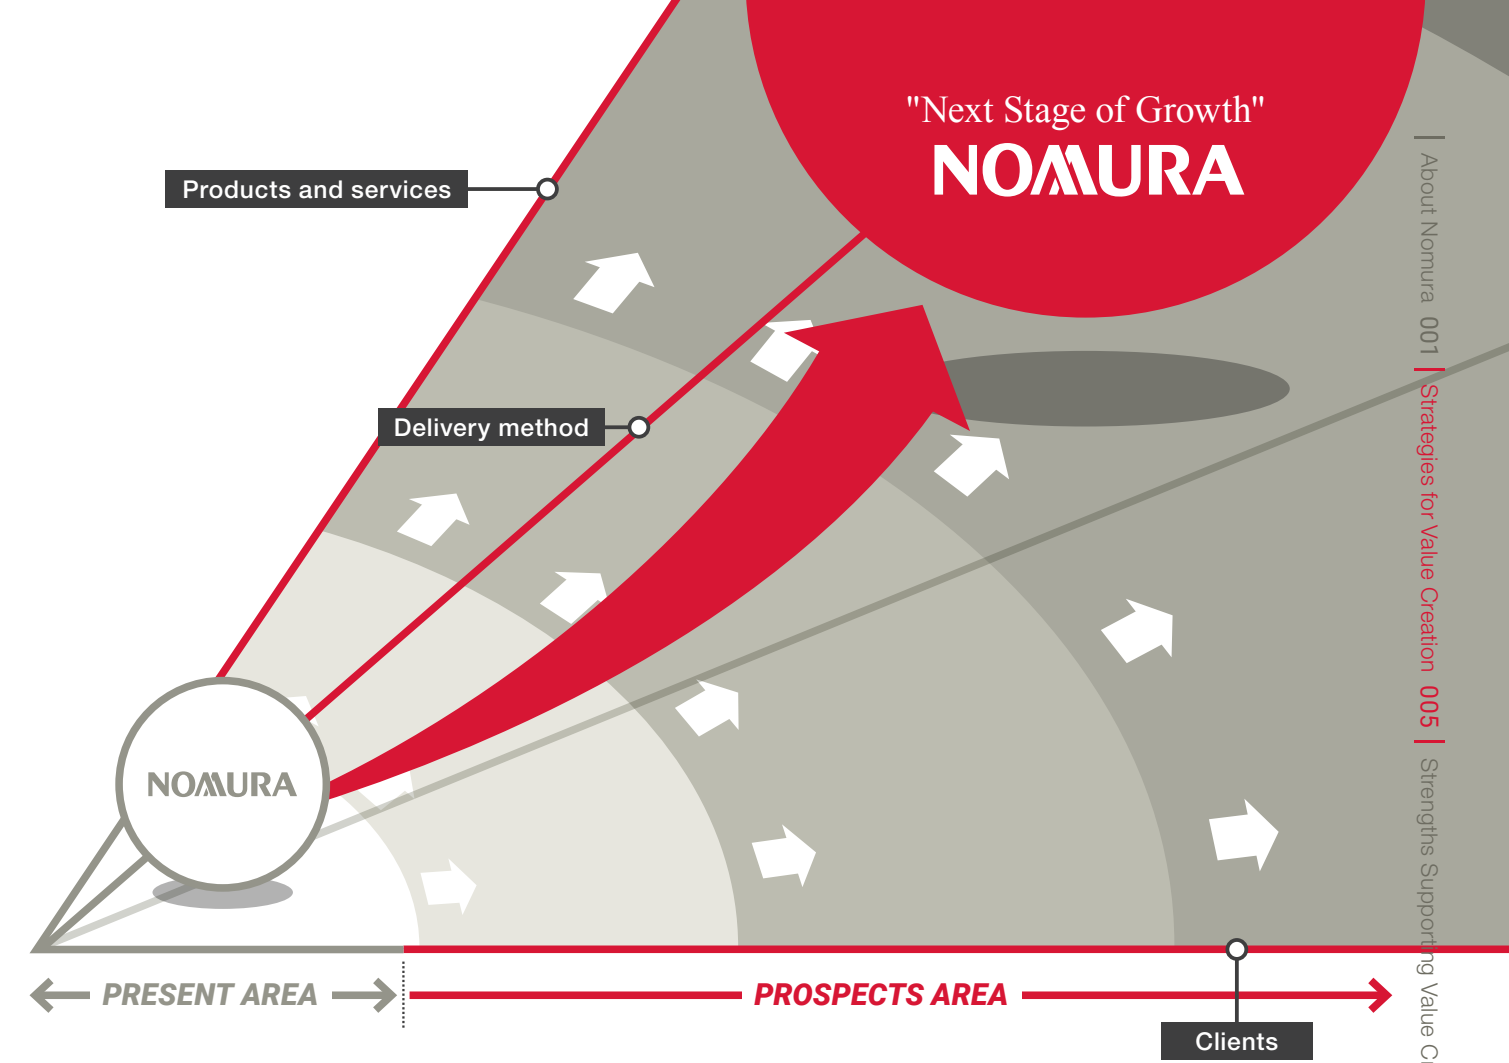 "Next Stage of Growth"
NOMURA
Products and services
Delivery method
NOMURA
PRESENT AREA
PROSPECTS AREA
Clients
About Nomura 001
Strategies for Value Creation 005
Strengths Supporting Value